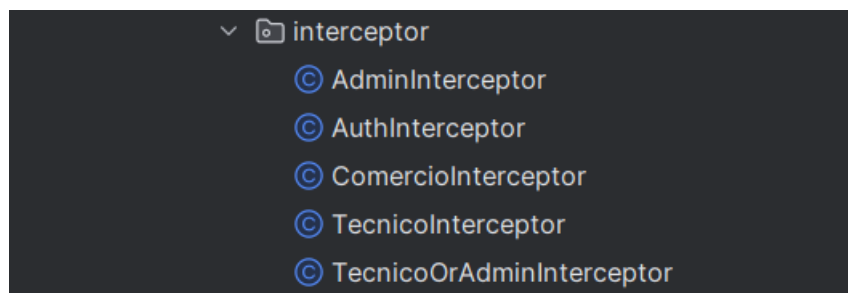 interceptor
AdminInterceptor
AuthInterceptor
ComercioInterceptor
TecnicoInterceptor
TecnicoOrAdminInterceptor